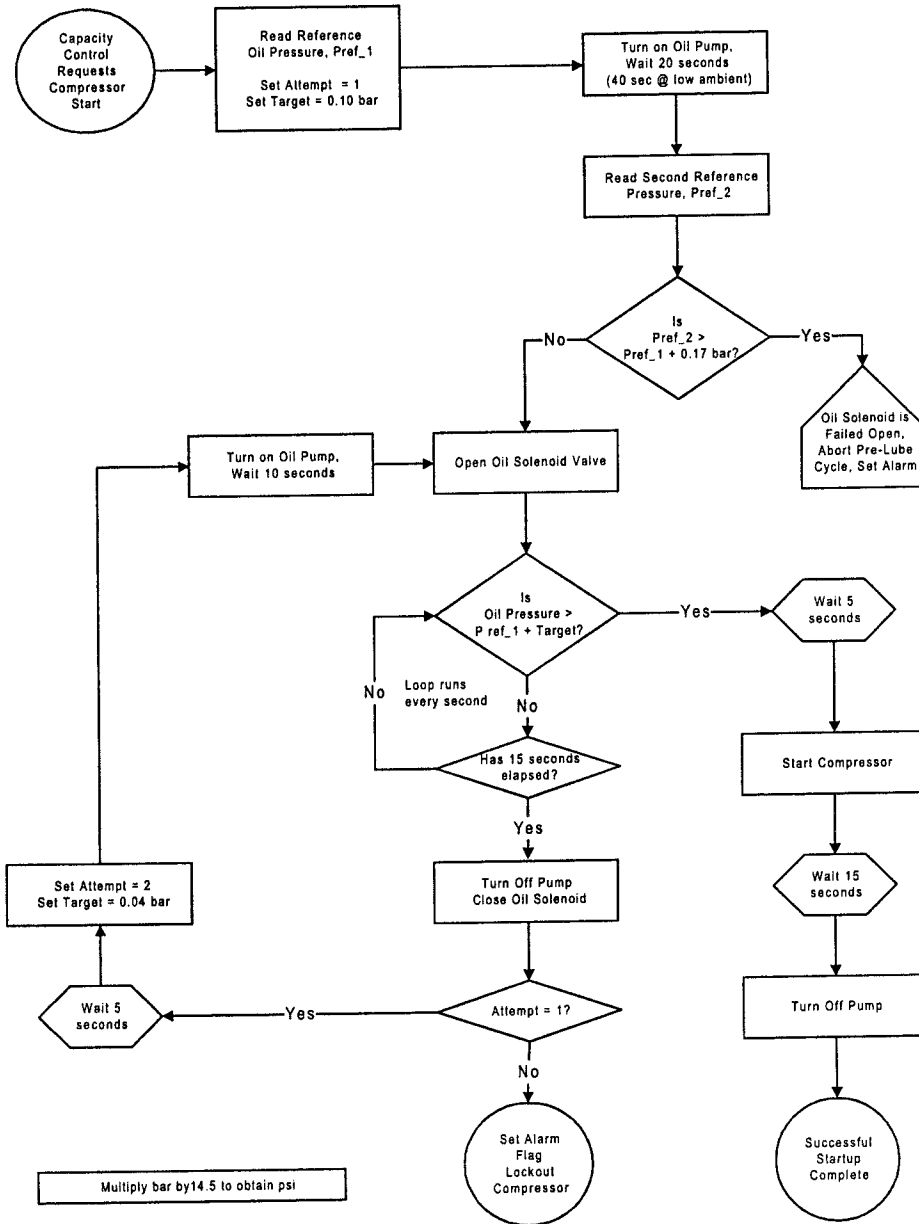 Capacity
Control
Requests
Compressor
Start
Read Reference
Oil Pressure, Pref_1
Set Attempt = 1
Set Target = 0.10 bar
Turn on Oil Pump,
Wait 20 seconds
(40 sec @ low ambient)
Read Second Reference
Pressure, Pref_2
Is
Pref_2 >
Pref_1 + 0.17 bar?
No
Yes
Oil Solenoid is
Failed Open,
Abort Pre-Lube
Cycle, Set Alarm
Turn on Oil Pump,
Wait 10 seconds
Open Oil Solenoid Valve
Is
Oil Pressure >
P ref_1 + Target?
Yes
Wait 5
seconds
No
Loop runs
every second
No
Has 15 seconds
elapsed?
Start Compressor
Yes
Set Attempt = 2
Set Target = 0.04 bar
Turn Off Pump
Close Oil Solenoid
Wait 15
seconds
Wait 5
seconds
Yes
Attempt = 1?
Turn Off Pump
No
Set Alarm
Flag
Lockout
Compressor
Successful
Startup
Complete
Multiply bar by14.5 to obtain psi